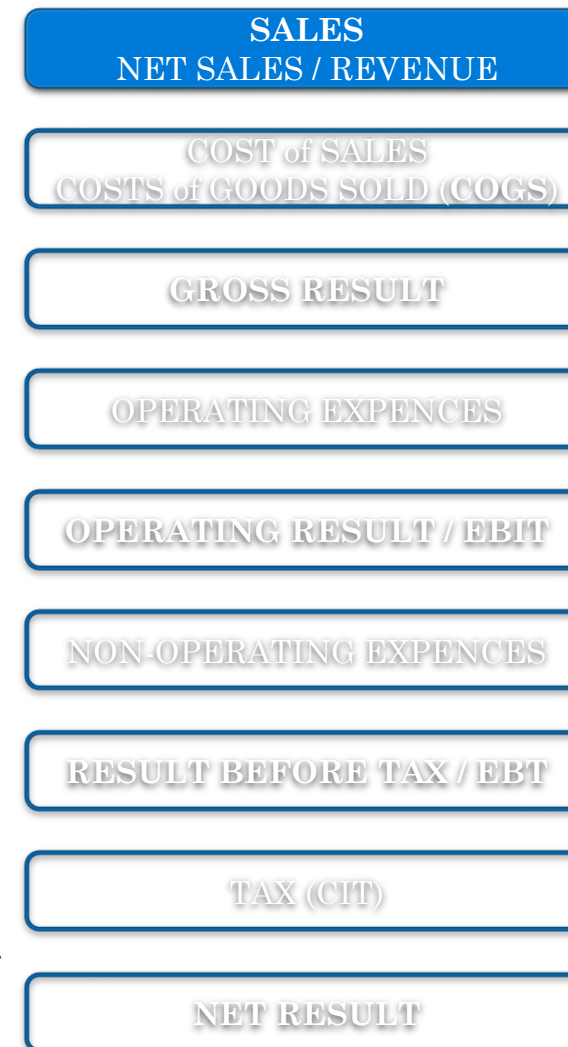 SALES
NET SALES / REVENUE
COST of SALES
COSTS of GOODS SOLD (COGS)
GROSS RESULT
OPERATING EXPENCES
OPERATING RESULT / EBIT
NON-OPERATING EXPENCES
RESULT BEFORE TAX / EBT
TAX (CIT)
NET RESULT